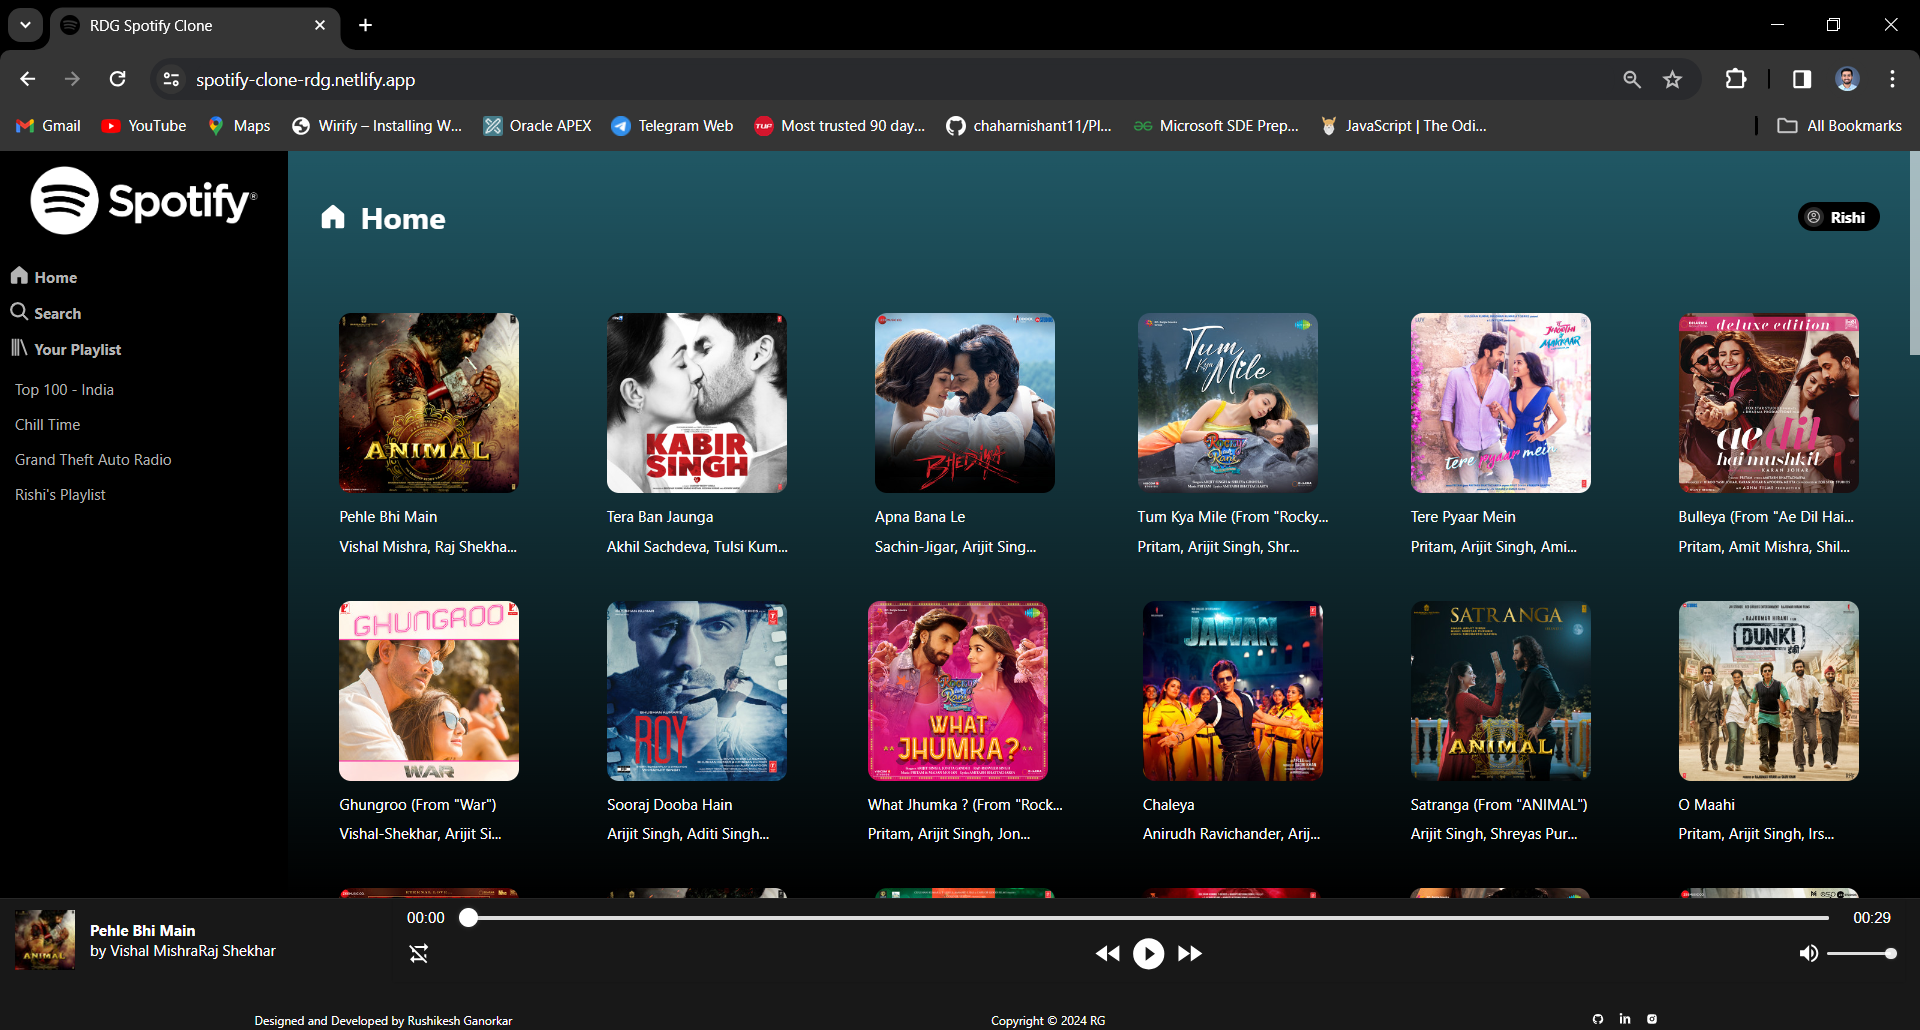 RDG Spotify Clone
spotify-clone-rdg.netlify.app
Gmail YouTube Maps Wirify – Installing W... Oracle APEX Telegram Web Most trusted 90 day... chaharnishant11/Pl... Microsoft SDE Prep... JavaScript | The Odi... All Bookmarks
Spotify®
Home
Search
Your Playlist
Top 100 - India
Chill Time
Grand Theft Auto Radio
Rishi's Playlist
Home
Rishi
ANIMAL
KABIR
SINGH
BHEDIYA
Tum
Kya
Mile
Rocky
Rani
JHOOTHI
MAKKAAR
tere pyaar mein
deluxe edition
ae dil
hai mushkil
KARAN JOHAR
Pehle Bhi Main
Vishal Mishra, Raj Shekha...
Tera Ban Jaunga
Akhil Sachdeva, Tulsi Kum...
Apna Bana Le
Sachin-Jigar, Arijit Sing...
Tum Kya Mile (From "Rocky...
Pritam, Arijit Singh, Shr...
Tere Pyaar Mein
Pritam, Arijit Singh, Ami...
Bulleya (From "Ae Dil Hai...
Pritam, Amit Mishra, Shil...
GHUNGROO
WAR
ROY
Rocky
Rani
WHAT
JHUMKA?
JAWAN
SATRANGA
ANIMAL
DUNKI
Ghungroo (From "War")
Vishal-Shekhar, Arijit Si...
Sooraj Dooba Hain
Arijit Singh, Aditi Singh...
What Jhumka ? (From "Rock...
Pritam, Arijit Singh, Jon...
Chaleya
Anirudh Ravichander, Arij...
Satranga (From "ANIMAL")
Arijit Singh, Shreyas Pur...
O Maahi
Pritam, Arijit Singh, Irs...
ANIMAL
Pehle Bhi Main
by Vishal MishraRaj Shekhar
00:00
00:29
Designed and Developed by Rushikesh Ganorkar
Copyright © 2024 RG